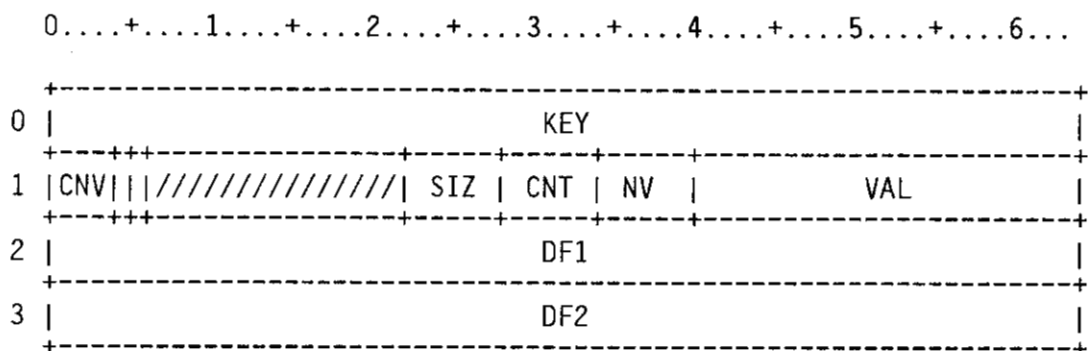 0....+....1....+....2....+....3....+....4....+....5....+....6...
+---------------------------------------------------------------+
0 |                              KEY                              |
+---+++---------------+-----+-----+-----+-----------------------+
1 |CNV|||///////////////| SIZ | CNT | NV  |          VAL          |
+---+++---------------+-----+-----+-----+-----------------------+
2 |                              DF1                              |
+---------------------------------------------------------------+
3 |                              DF2                              |
+---------------------------------------------------------------+